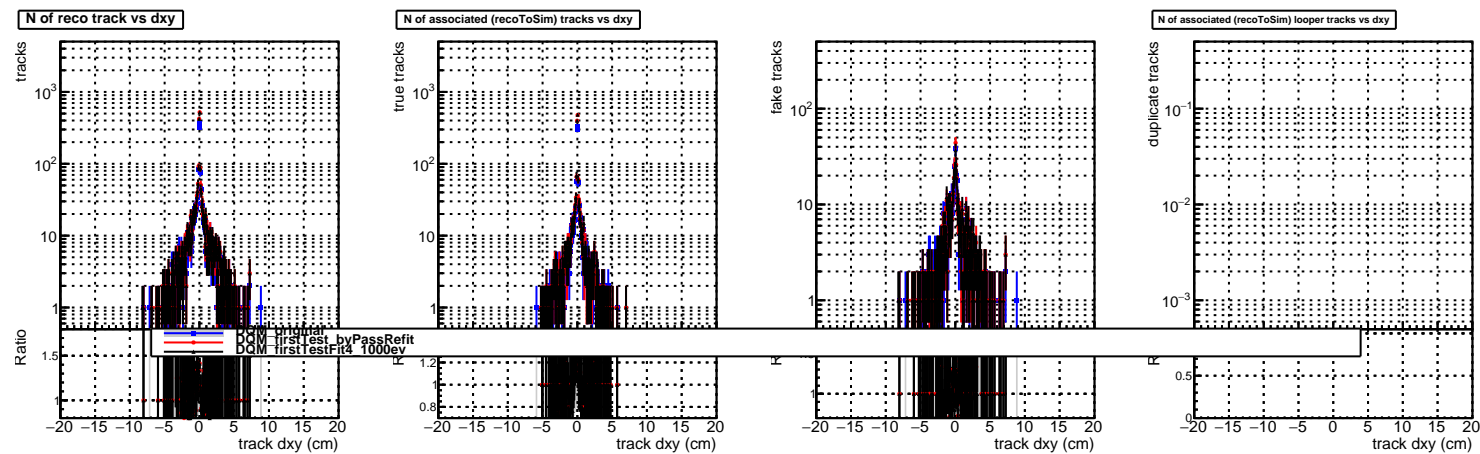 N of reco track vs dxy
N of associated (recoToSim) tracks vs dxy
N of associated (recoToSim) looper tracks vs dxy
tracks
10³
10²
10
1
true tracks
10³
10²
10
1
fake tracks
10²
10
1
duplicate tracks
10⁻¹
10⁻²
10⁻³
DQM_original
DQM_firstTest_byPassRefit
DQM_firstTestFit4_1000ev
Ratio
1.5
1
1.2
1
0.8
1
0.5
0
−20 −15 −10 −5 0 5 10 15 20
track dxy (cm)
−20 −15 −10 −5 0 5 10 15 20
track dxy (cm)
−20 −15 −10 −5 0 5 10 15 20
track dxy (cm)
−20 −15 −10 −5 0 5 10 15 20
track dxy (cm)